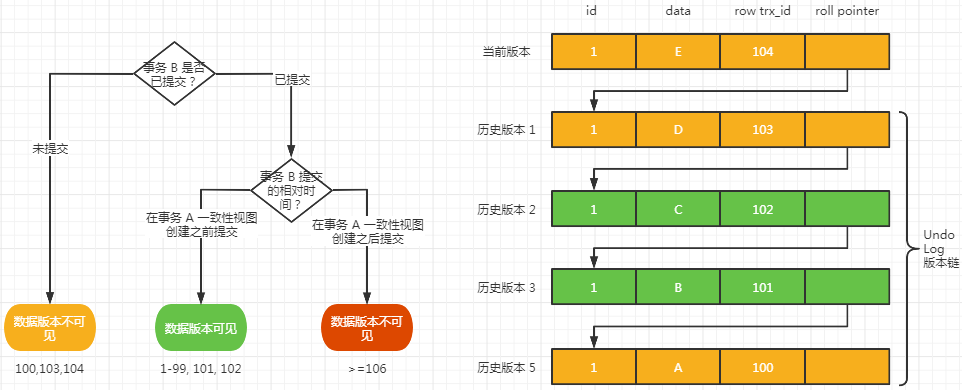 事务 B 是否
已提交？
已提交
未提交
事务 B 提交
的相对时
间？
在事务 A 一致性视图
创建之前提交
在事务 A 一致性视图
创建之后提交
数据版本不可
见
数据版本可见
数据版本不可
见
100,103,104
1-99, 101, 102
>=106
id data row trx_id roll pointer
当前版本 1 E 104
历史版本 1 1 D 103
历史版本 2 1 C 102
历史版本 3 1 B 101
历史版本 5 1 A 100
Undo
Log
版本链